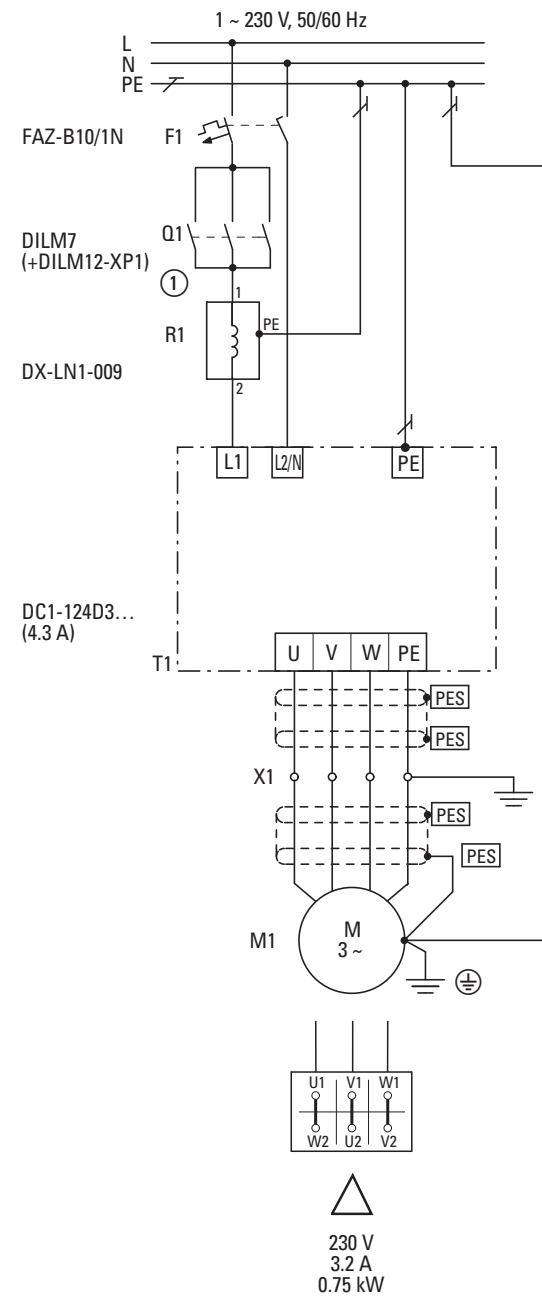 1 ~ 230 V, 50/60 Hz
L
N
PE
FAZ-B10/1N
F1
DILM7
(+DILM12-XP1)
Q1
1
1
R1
PE
DX-LN1-009
2
L1
L2/N
PE
DC1-124D3…
(4.3 A)
T1
U
V
W
PE
PES
PES
X1
PES
PES
M1
M
3 ~
U1
V1
W1
W2
U2
V2
230 V
3.2 A
0.75 kW